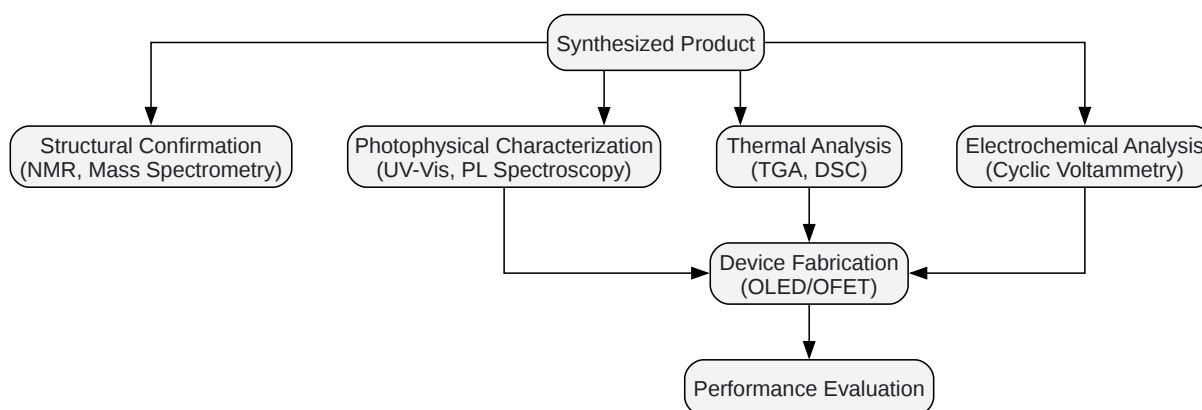 Synthesized Product
Structural Confirmation
(NMR, Mass Spectrometry)
Photophysical Characterization
(UV-Vis, PL Spectroscopy)
Thermal Analysis
(TGA, DSC)
Electrochemical Analysis
(Cyclic Voltammetry)
Device Fabrication
(OLED/OFET)
Performance Evaluation